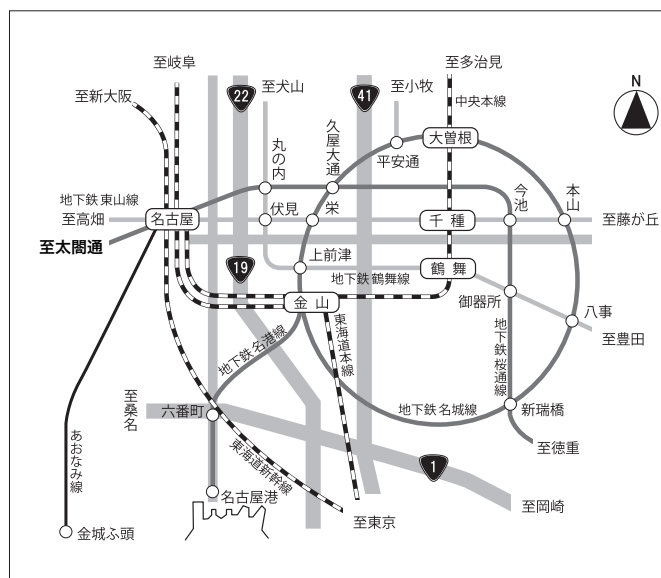 至岐阜
至多治見
至新大阪
22
至犬山
41
至小牧
中央本線
N
丸の内
久屋大通
平安通
大曽根
地下鉄東山線
至高畑
名古屋
伏見
栄
千種
今池
本山
至藤が丘
至太閤通
19
上前津
地下鉄鶴舞線
鶴舞
金山
御器所
八事
至豊田
地下鉄名港線
東海道本線
地下鉄桜通線
至桑名
六番町
地下鉄名城線
新瑞橋
あおなみ線
東海道新幹線
1
至徳重
名古屋港
至東京
至岡崎
金城ふ頭